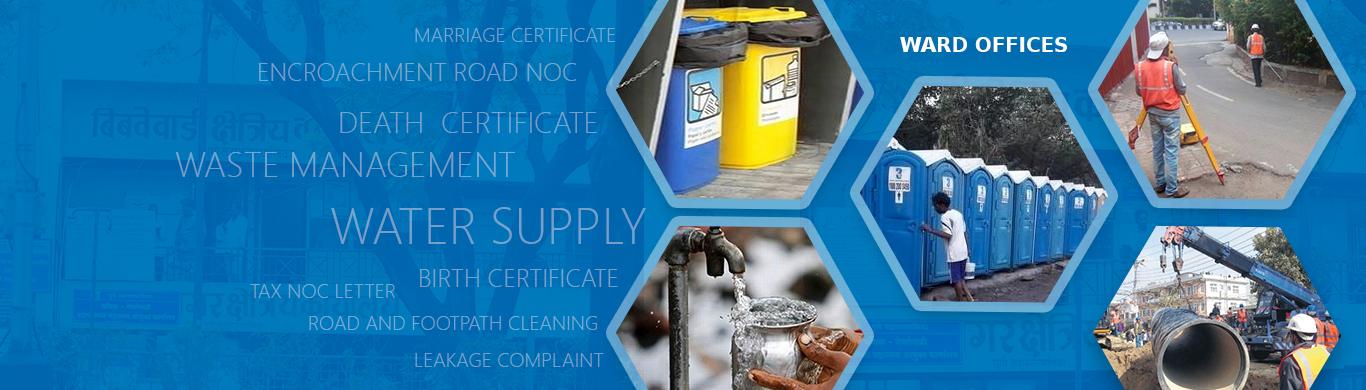 MARRIAGE CERTIFICATE
ENCROACHMENT ROAD NOC
DEATH CERTIFICATE
WASTE MANAGEMENT
WATER SUPPLY
BIRTH CERTIFICATE
TAX NOC LETTER
ROAD AND FOOTPATH CLEANING
LEAKAGE COMPLAINT
WARD OFFICES